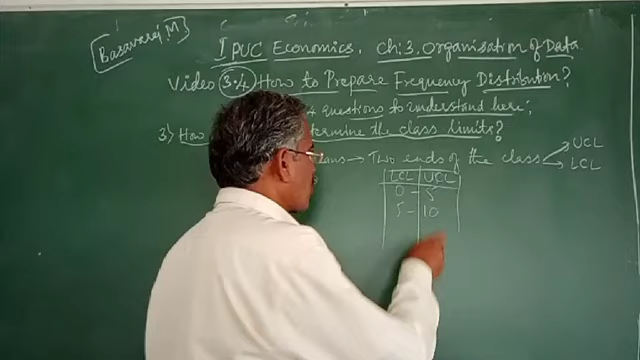 Basavaraj M
I PUC Economics. Ch:3. Organisation of Data
Video 3.4 How to Prepare Frequency Distribution?
4 questions to understand here:
3) How termine the class limits?
→ Two ends of the class → UCL
→ LCL
LCL UCL
0 - 5
5 - 10